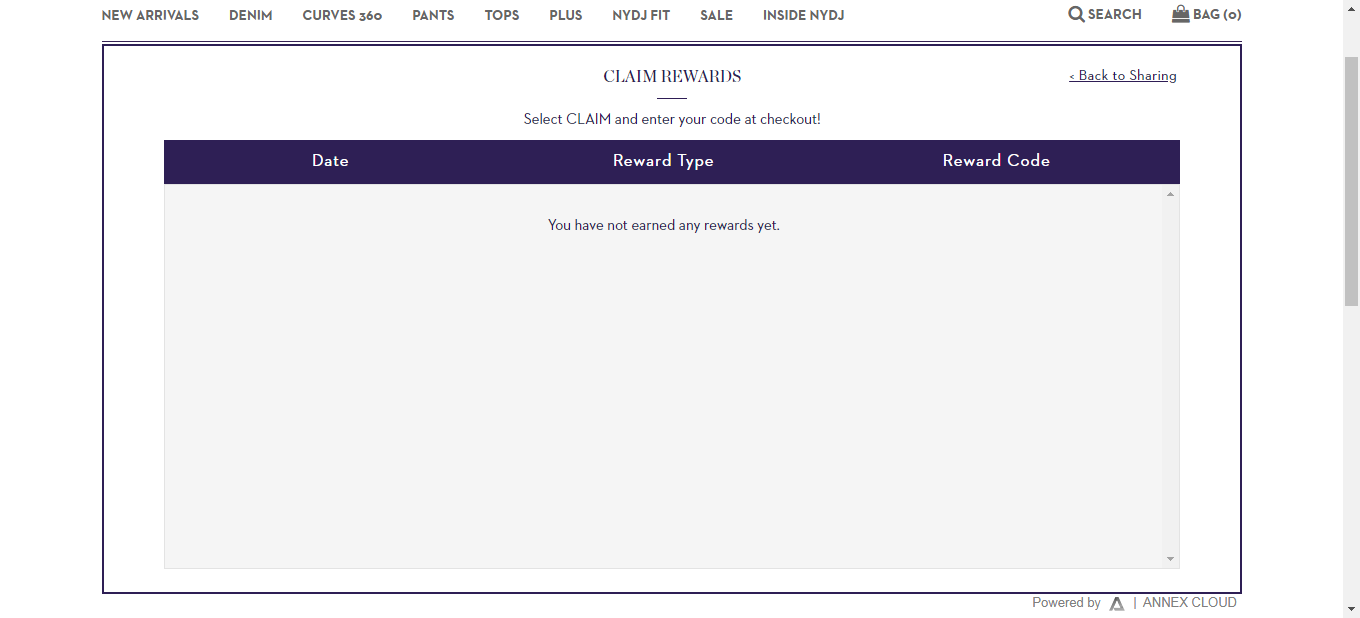 NEW ARRIVALS DENIM CURVES 360 PANTS TOPS PLUS NYDJ FIT SALE INSIDE NYDJ SEARCH BAG (0)
CLAIM REWARDS
< Back to Sharing
Select CLAIM and enter your code at checkout!
Date Reward Type Reward Code
You have not earned any rewards yet.
Powered by | ANNEX CLOUD